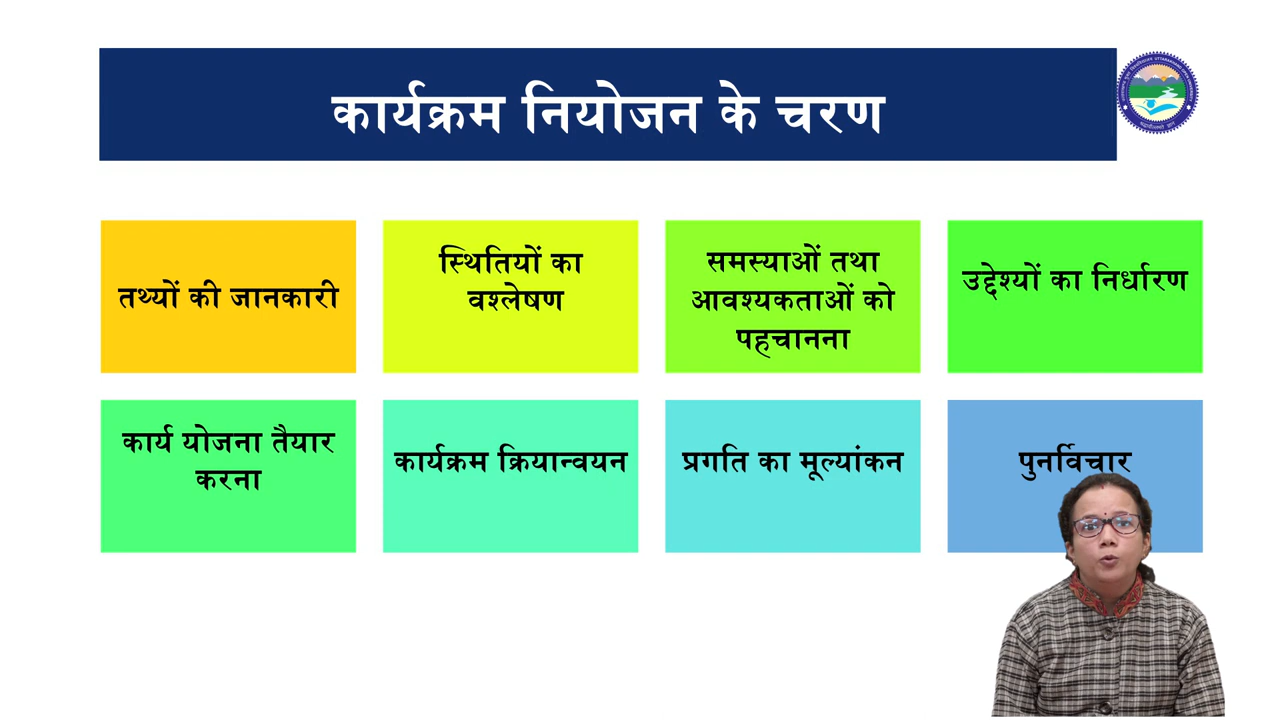 कार्यक्रम नियोजन के चरण
तथ्यों की जानकारी
स्थितियों का
वश्लेषण
समस्याओं तथा
आवश्यकताओं को
पहचानना
उद्देश्यों का निर्धारण
कार्य योजना तैयार
करना
कार्यक्रम क्रियान्वयन
प्रगति का मूल्यांकन
पुनर्विचार